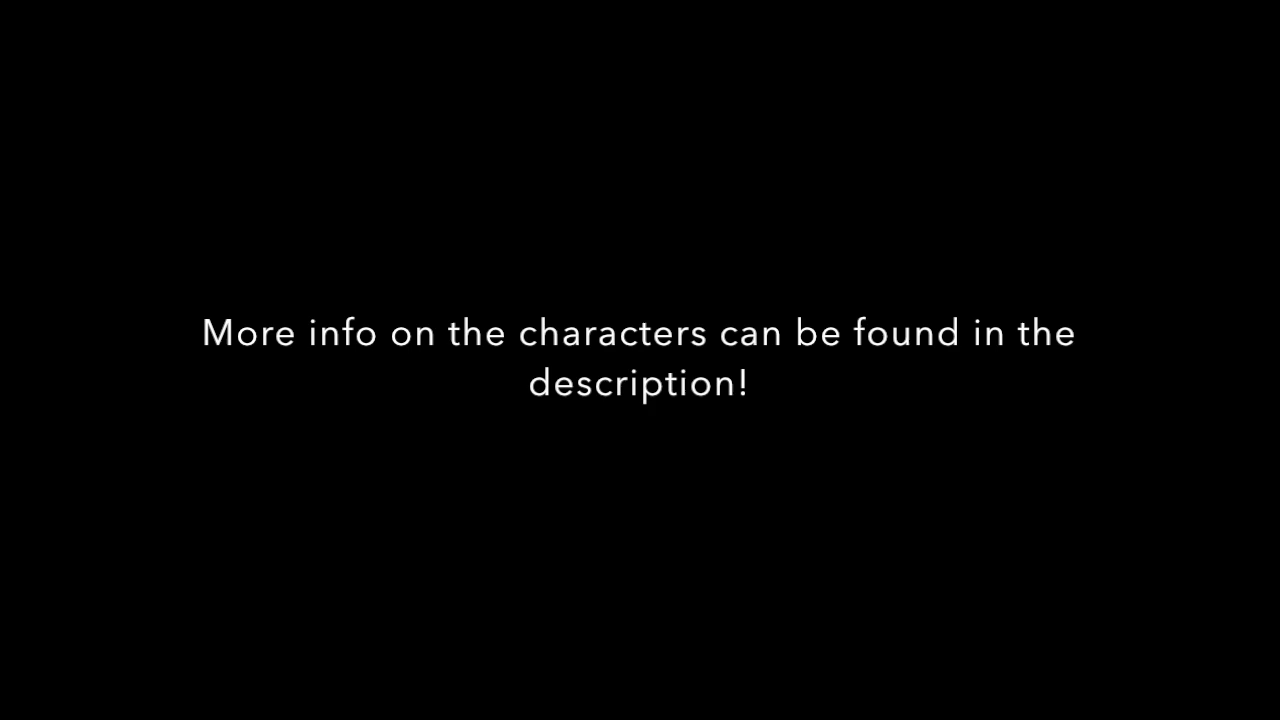 More info on the characters can be found in the
description!